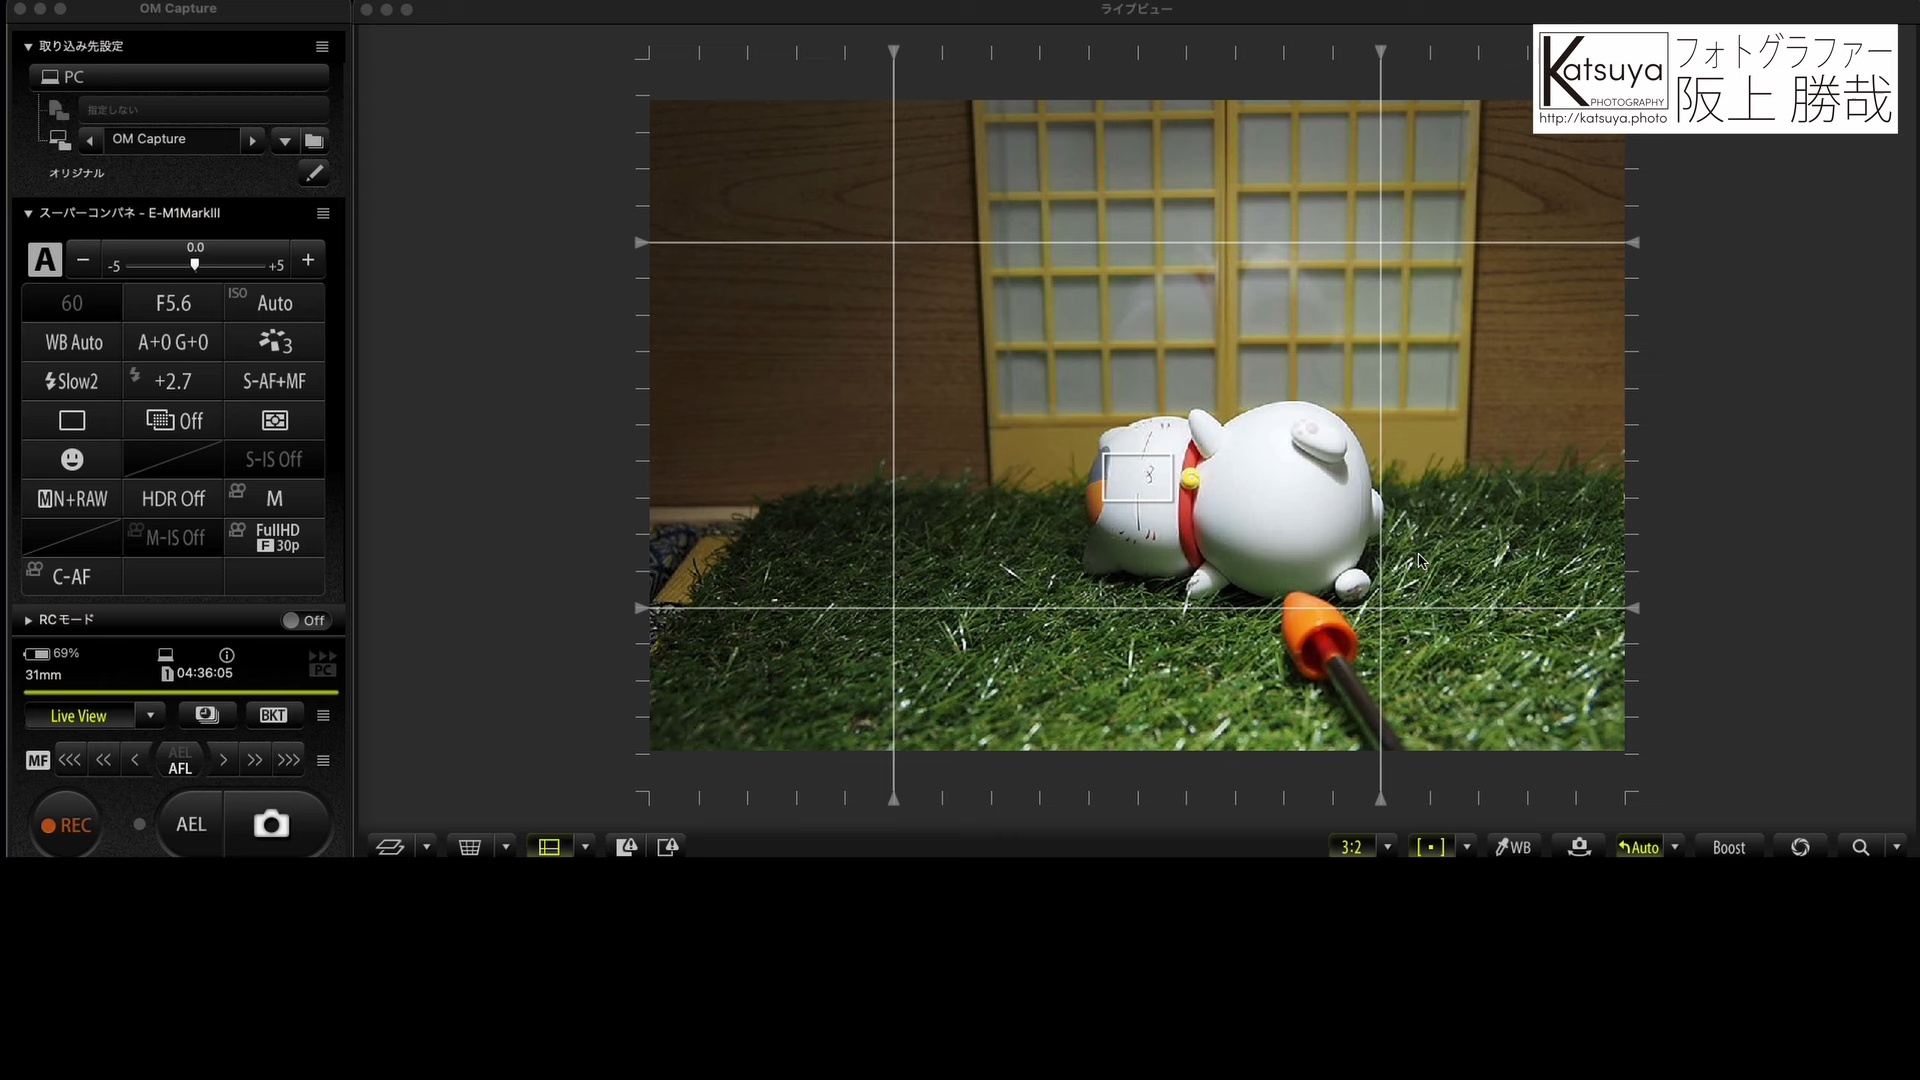 OM Capture
ライブビュー
取り込み先設定
PC
指定しない
OM Capture
オリジナル
スーパーコンパネ - E-M1MarkIII
A
0.0
-5
+5
60
F5.6
ISO
Auto
WB Auto
A+0 G+0
3
Slow2
+2.7
S-AF+MF
Off
S-IS Off
MN+RAW
HDR Off
M
M-IS Off
FullHD
F 30p
C-AF
RCモード
Off
69%
31mm
1 04:36:05
PC
Live View
BKT
MF
AEL
AFL
REC
AEL
Katsuya
PHOTOGRAPHY
http://katsuya.photo
フォトグラファー
阪上 勝哉
3:2
WB
Auto
Boost